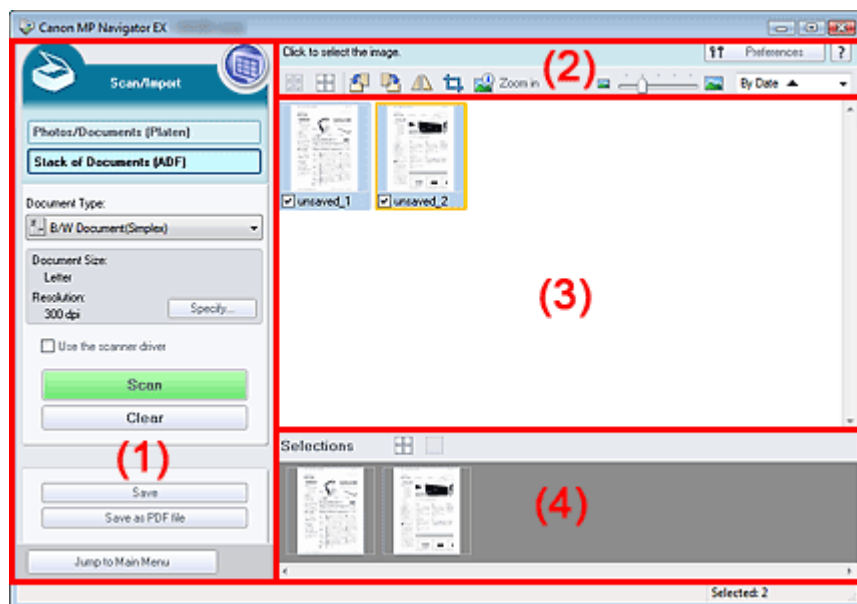 Canon MP Navigator EX
Scan/Import
Photos/Documents (Platen)
Stack of Documents (ADF)
Document Type:
B/W Document(Simplex)
Document Size:
Letter
Resolution:
300 dpi
Specify...
Use the scanner driver
Scan
Clear
(1)
Save
Save as PDF file
Jump to Main Menu
Click to select the image.
Preferences
?
(2)
Zoom in
By Date
unsaved_1
unsaved_2
(3)
Selections
(4)
Selected: 2